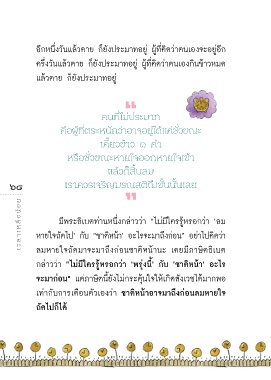 อีกหนึ่งวันแล้วตาย ก็ยังประมาทอยู่ ผู้ที่คิดว่าตนเองจะอยู่อีก
ครึ่งวันแล้วตาย ก็ยังประมาทอยู่ ผู้ที่คิดว่าตนเองกินข้าวหมด
แล้วตาย ก็ยังประมาทอยู่
"
คนที่ไม่ประมาท
คือผู้ที่ตระหนักว่าอาจอยู่ได้แค่ชั่วขณะ
เคี้ยวข้าว ๑ คำ
หรือชั่วขณะหายใจออกหายใจเข้า
แล้วก็สิ้นลม
เราควรเจริญมรณสติถึงขั้นนั้นเลย
"
๖๘
เวลาเหลือน้อย
มีพระธิเบตท่านหนึ่งกล่าวว่า "ไม่มีใครรู้หรอกว่า 'ลม
หายใจถัดไป' กับ 'ชาติหน้า' อะไรจะมาถึงก่อน" อย่าไปคิดว่า
ลมหายใจถัดมาจะมาถึงก่อนชาติหน้านะ เคยมีภาษิตธิเบต
กล่าวว่า "ไม่มีใครรู้หรอกว่า 'พรุ่งนี้' กับ 'ชาติหน้า' อะไร
จะมาก่อน" แต่ภาษิตนี้ยังไม่กระตุ้นใจให้เกิดสังเวชได้มากพอ
เท่ากับการเตือนตัวเองว่า ชาติหน้าอาจมาถึงก่อนลมหายใจ
ถัดไปก็ได้